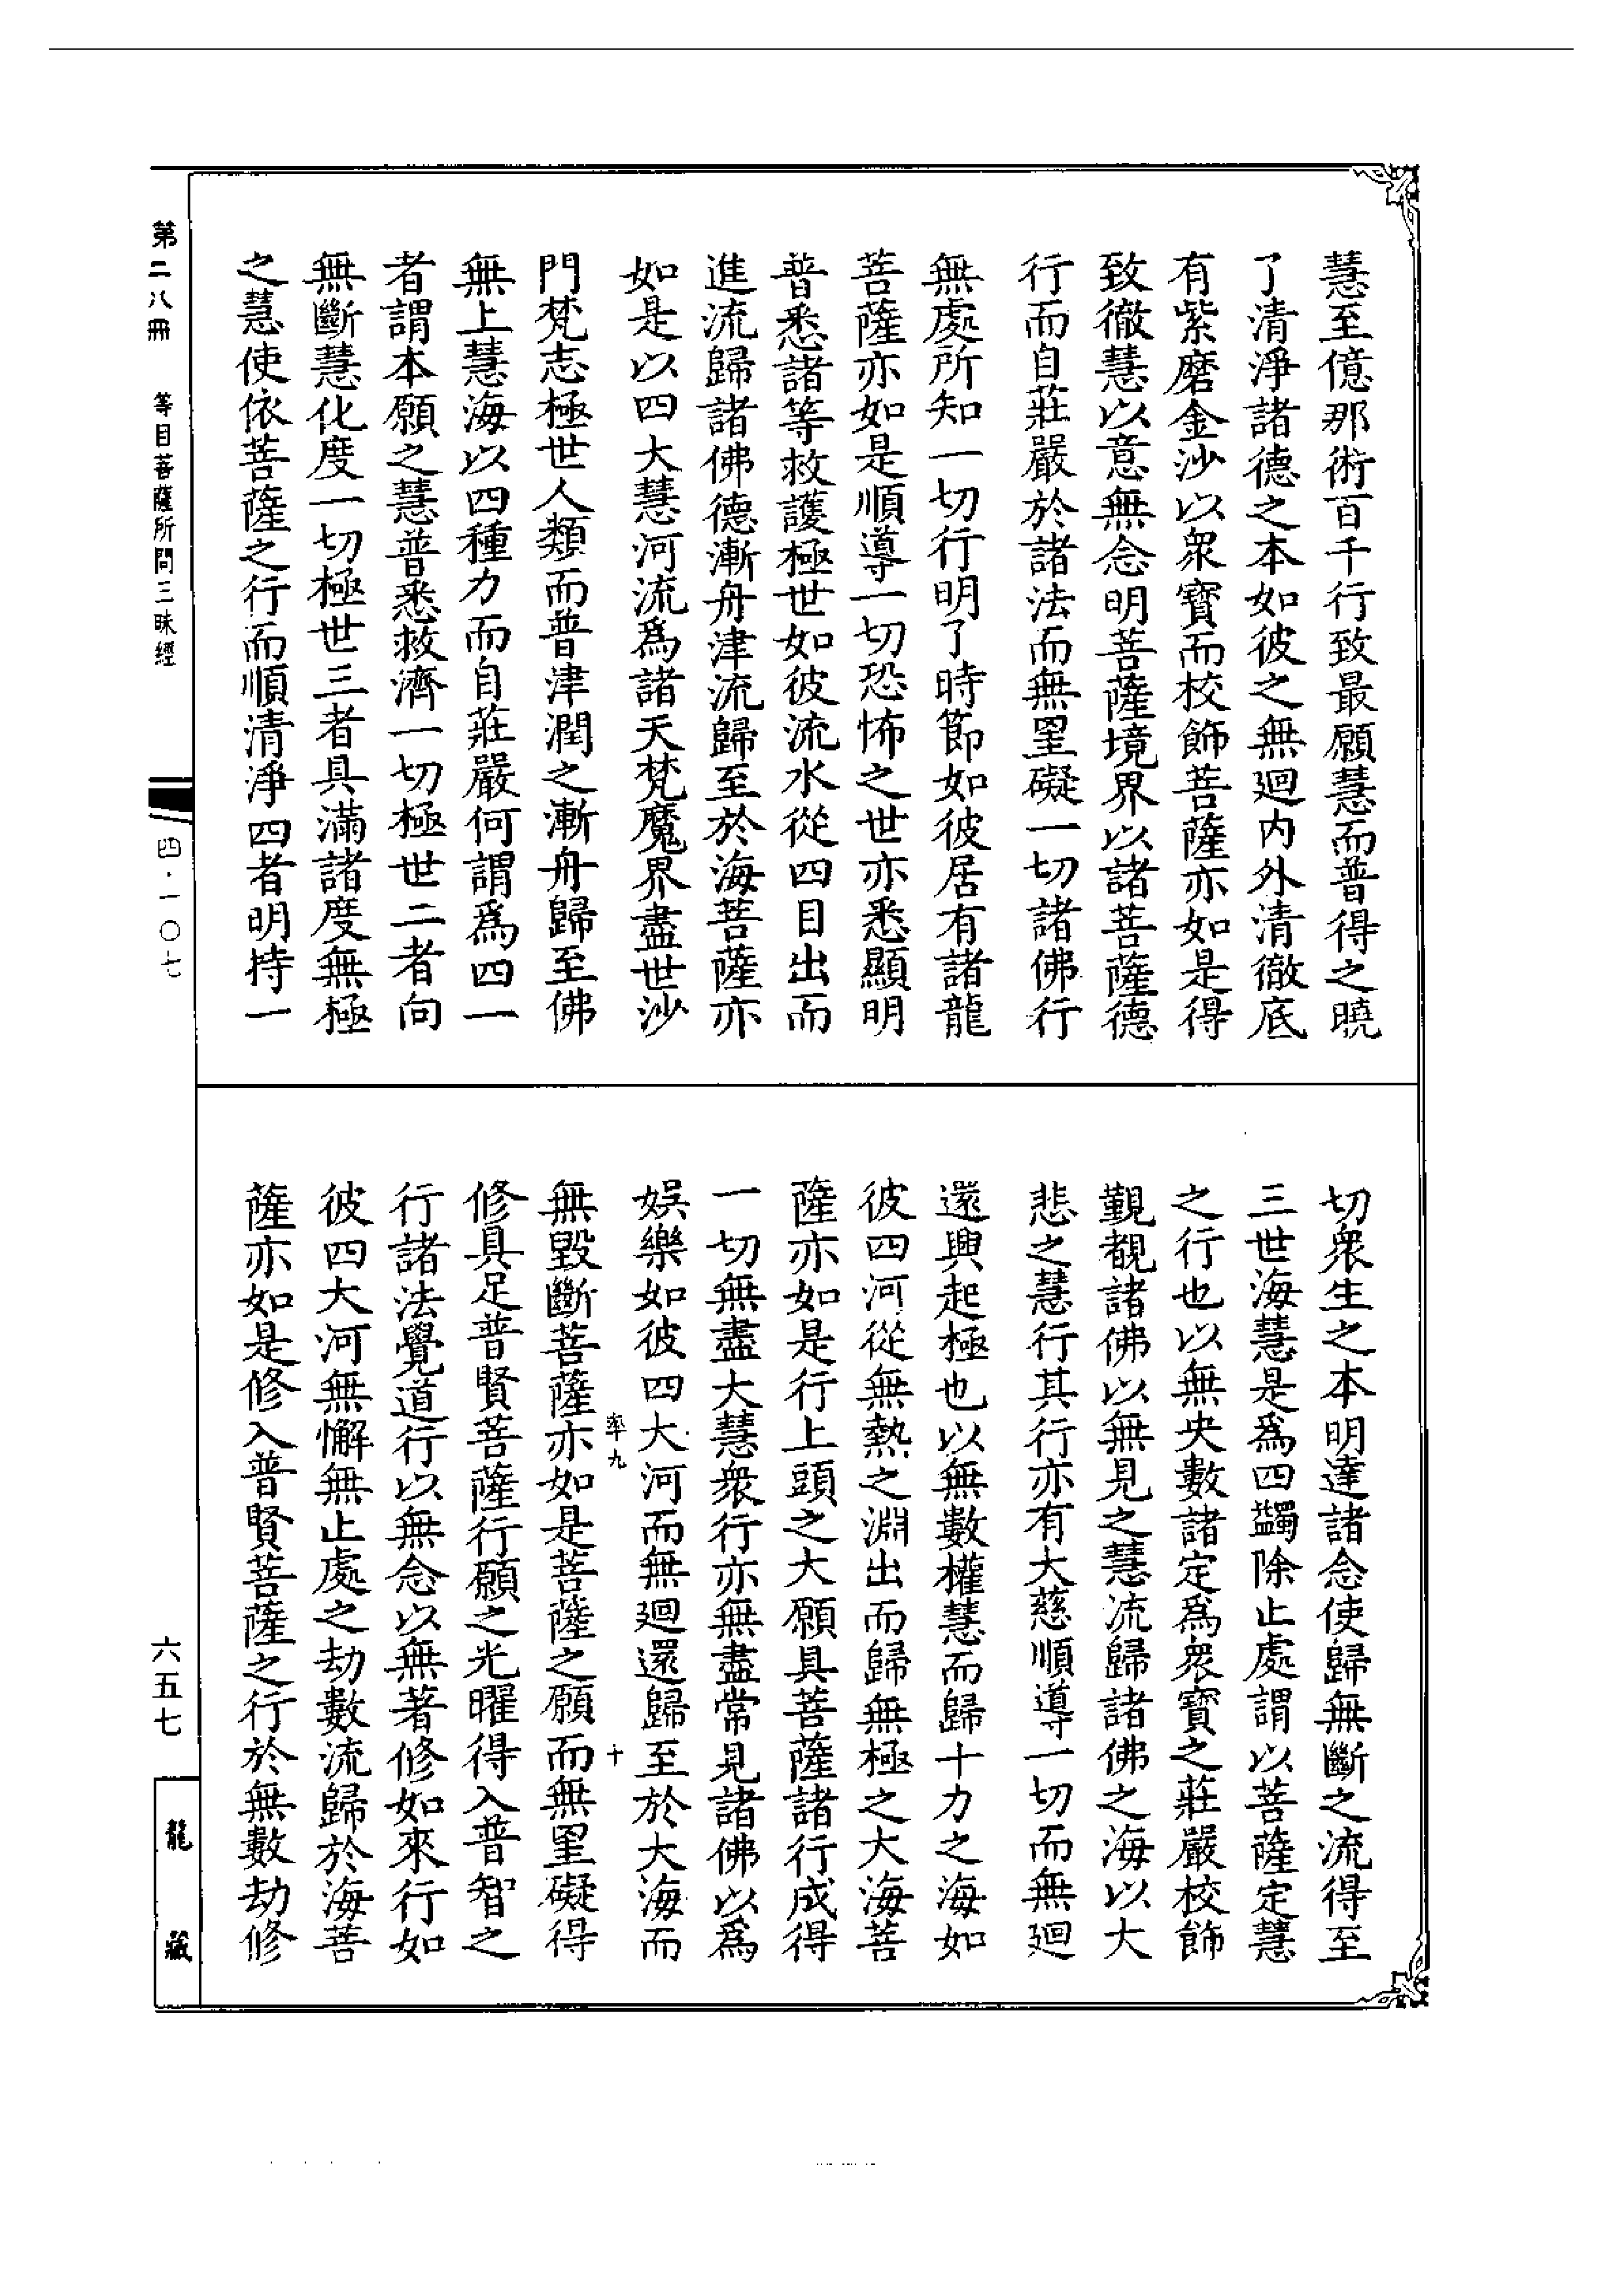 慧至億那術百千行致最願慧而普得之曉
了清淨諸德之本如彼之無迴内外清徹底
有紫磨金沙以衆寶而校飾菩薩亦如是得
致徹慧以意無念明菩薩境界以諸菩薩德
行而自莊嚴於諸法而無罣礙一切諸佛行
無處所知一切行明了時節如彼居有諸龍
菩薩亦如是順導一切恐怖之世亦悉顯明
普悉諸等救護極世如彼流水從四目出而
進流歸諸佛德漸舟津流歸至於海菩薩亦
如是以四大慧河流爲諸天梵魔界盡世沙
門梵志極世人類而普津潤之漸舟歸至佛
無上慧海以四種力而自莊嚴何謂爲四一
者謂本願之慧普悉救濟一切極世二者向
無斷慧化度一切極世三者具滿諸度無極
之慧使依菩薩之行而順清淨四者明持一
切衆生之本明達諸念使歸無斷之流得至
三世海慧是爲四蠲除止處謂以菩薩定慧
之行也以無央數諸定爲衆寶之莊嚴校飾
覲覩諸佛以無見之慧流歸諸佛之海以大
悲之慧行其行亦有大慈順導一切而無迴
還興起極也以無數權慧而歸十力之海如
彼四河從無熱之淵出而歸無極之大海菩
薩亦如是行上頭之大願具菩薩諸行成得
一切無盡大慧衆行亦無盡常見諸佛以爲
娛樂如彼四大河而無迴還歸至於大海而
率九
十
無毀斷菩薩亦如是菩薩之願而無罣礙得
修具足普賢菩薩行願之光曜得入普智之
行諸法覺道行以無念以無著修如來行如
彼四大河無懈無止處之劫數流歸於海菩
薩亦如是修入普賢菩薩之行於無數劫修
第二八冊
等目菩薩所問三昧經
四·一〇七
六五七
龍藏